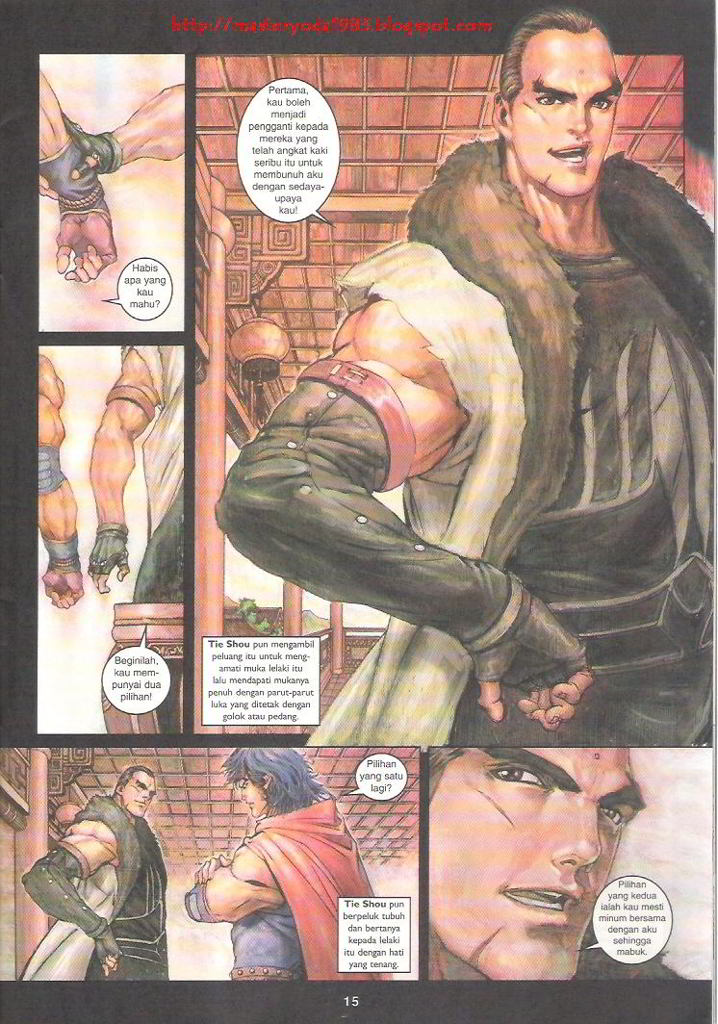 Habis
apa yang
kau
mahu?
Beginilah,
kau mem-
punyai dua
pilihan!
Pertama,
kau boleh
menjadi
pengganti kepada
mereka yang
telah angkat kaki
seribu itu untuk
membunuh aku
dengan sedaya-
upaya
kau!
Tie Shou pun mengambil
peluang itu untuk meng-
amati muka lelaki itu
lalu mendapati mukanya
penuh dengan parut-parut
luka yang ditetak dengan
golok atau pedang.
Pilihan
yang satu
lagi?
Tie Shou pun
berpeluk tubuh
dan bertanya
kepada lelaki
itu dengan hati
yang tenang.
Pilihan
yang kedua
ialah kau mesti
minum bersama
dengan aku
sehingga
mabuk.
15